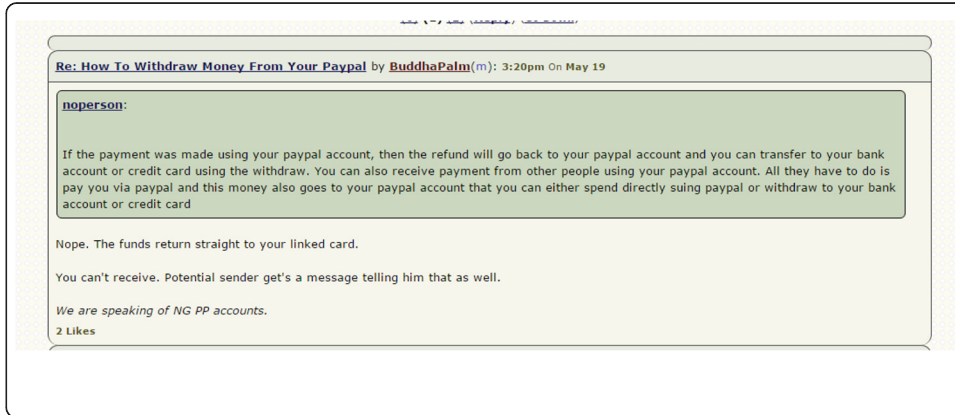 Re: How To Withdraw Money From Your Paypal by BuddhaPalm(m): 3:20pm On May 19
noperson:
If the payment was made using your paypal account, then the refund will go back to your paypal account and you can transfer to your bank
account or credit card using the withdraw. You can also receive payment from other people using your paypal account. All they have to do is
pay you via paypal and this money also goes to your paypal account that you can either spend directly suing paypal or withdraw to your bank
account or credit card
Nope. The funds return straight to your linked card.
You can't receive. Potential sender get's a message telling him that as well.
We are speaking of NG PP accounts.
2 Likes